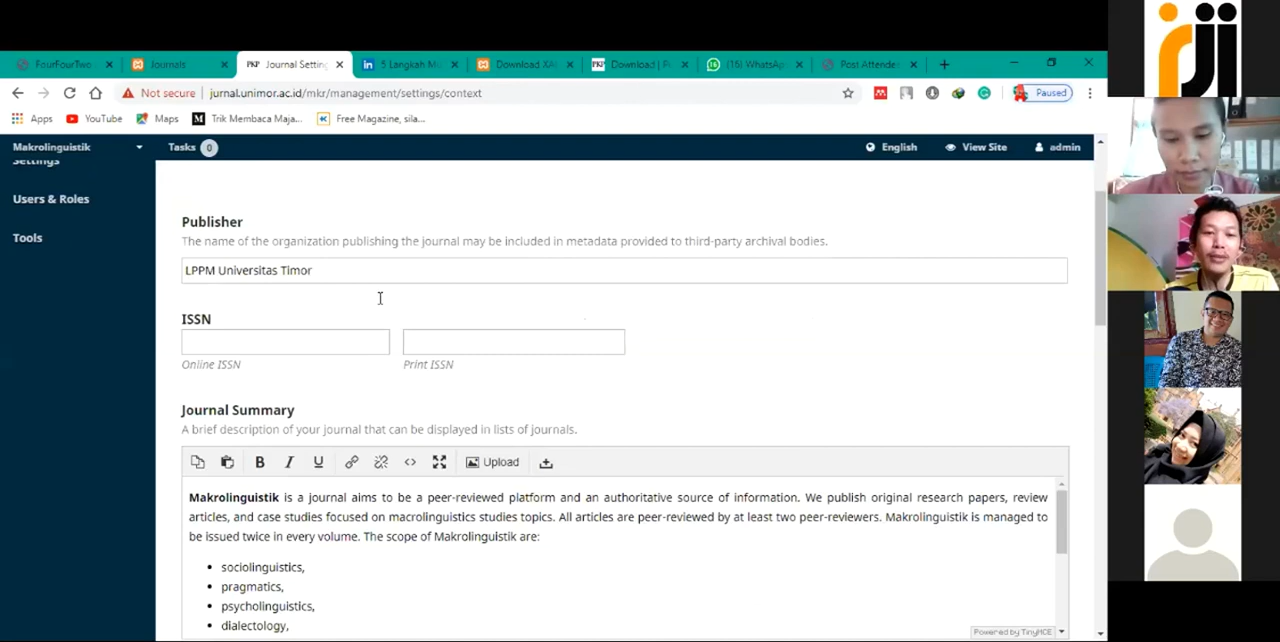 FourFourTwo
Journals
PKP Journal Settin
in 5 Langkah M
Download XA
PKP Download | P
(15) WhatsAp
Post Attende
Not secure | jurnal.unimor.ac.id/mkr/management/settings/context
Paused
Apps YouTube Maps M Trik Membaca Maja... Free Magazine, sila...
Makrolinguistik Tasks 0 English View Site admin
Settings
Users & Roles
Tools
Publisher
The name of the organization publishing the journal may be included in metadata provided to third-party archival bodies.
LPPM Universitas Timor
ISSN
Online ISSN Print ISSN
Journal Summary
A brief description of your journal that can be displayed in lists of journals.
B I U Upload
Makrolinguistik is a journal aims to be a peer-reviewed platform and an authoritative source of information. We publish original research papers, review
articles, and case studies focused on macrolinguistics studies topics. All articles are peer-reviewed by at least two peer-reviewers. Makrolinguistik is managed to
be issued twice in every volume. The scope of Makrolinguistik are:
• sociolinguistics,
• pragmatics,
• psycholinguistics,
• dialectology,
Powered by TinyMCE
rji